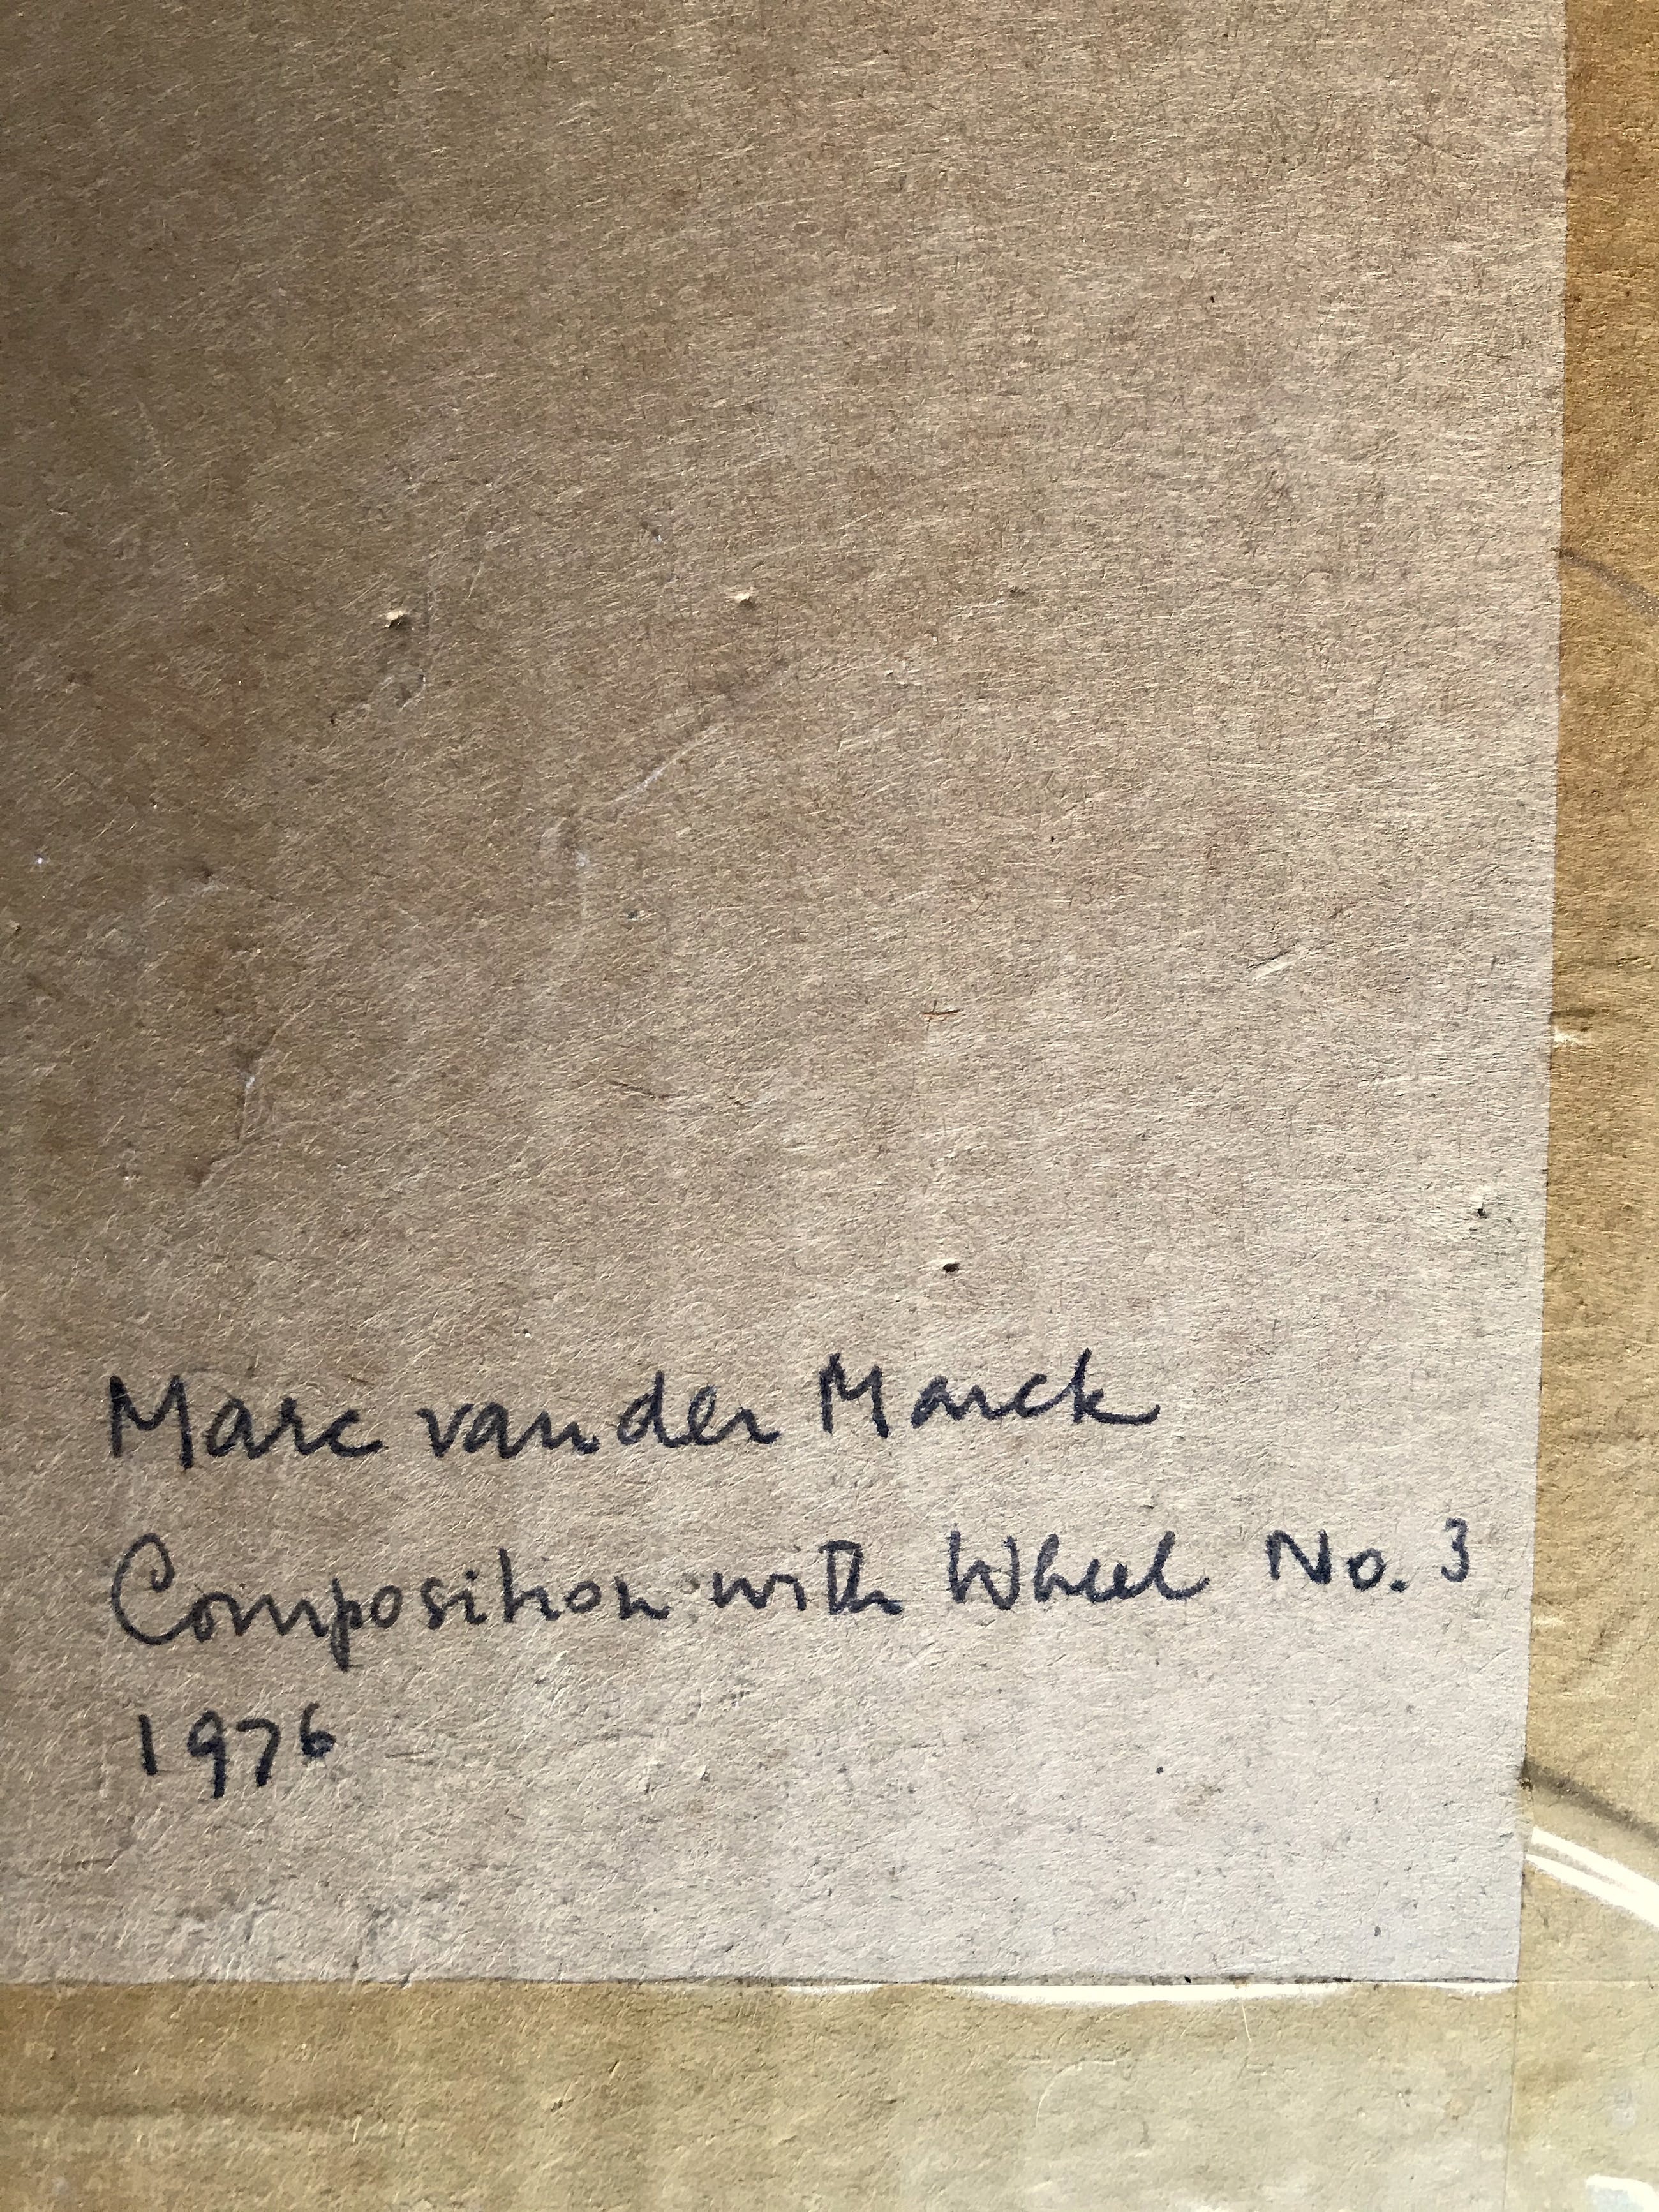 Marc van der Marck
Composition with Wheel No. 3
1976